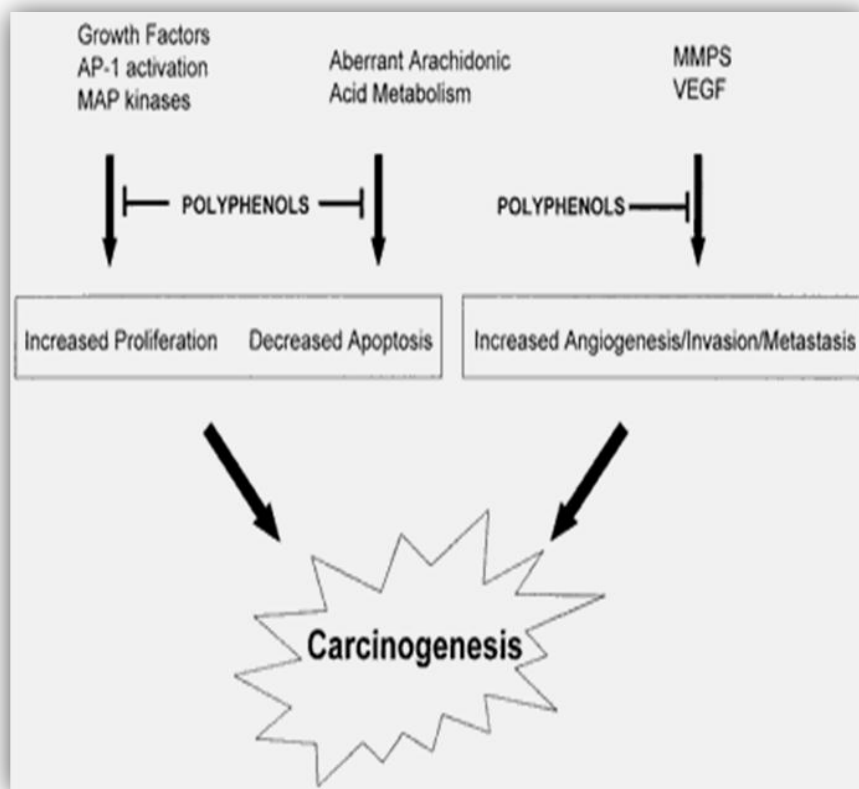 Growth Factors
AP-1 activation
MAP kinases
Aberrant Arachidonic
Acid Metabolism
MMPS
VEGF
POLYPHENOLS
POLYPHENOLS
Increased Proliferation
Decreased Apoptosis
Increased Angiogenesis/Invasion/Metastasis
Carcinogenesis